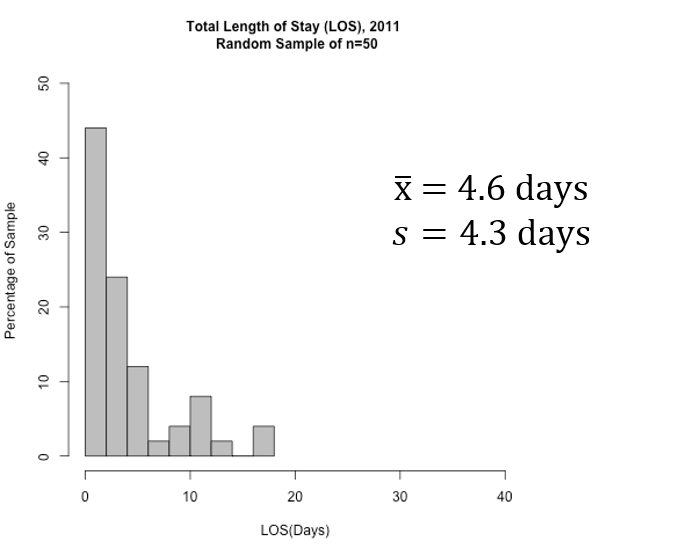 Total Length of Stay (LOS), 2011
Random Sample of n=50
Percentage of Sample
50
40
30
20
10
0
x̅ = 4.6 days
s = 4.3 days
0 10 20 30 40
LOS(Days)